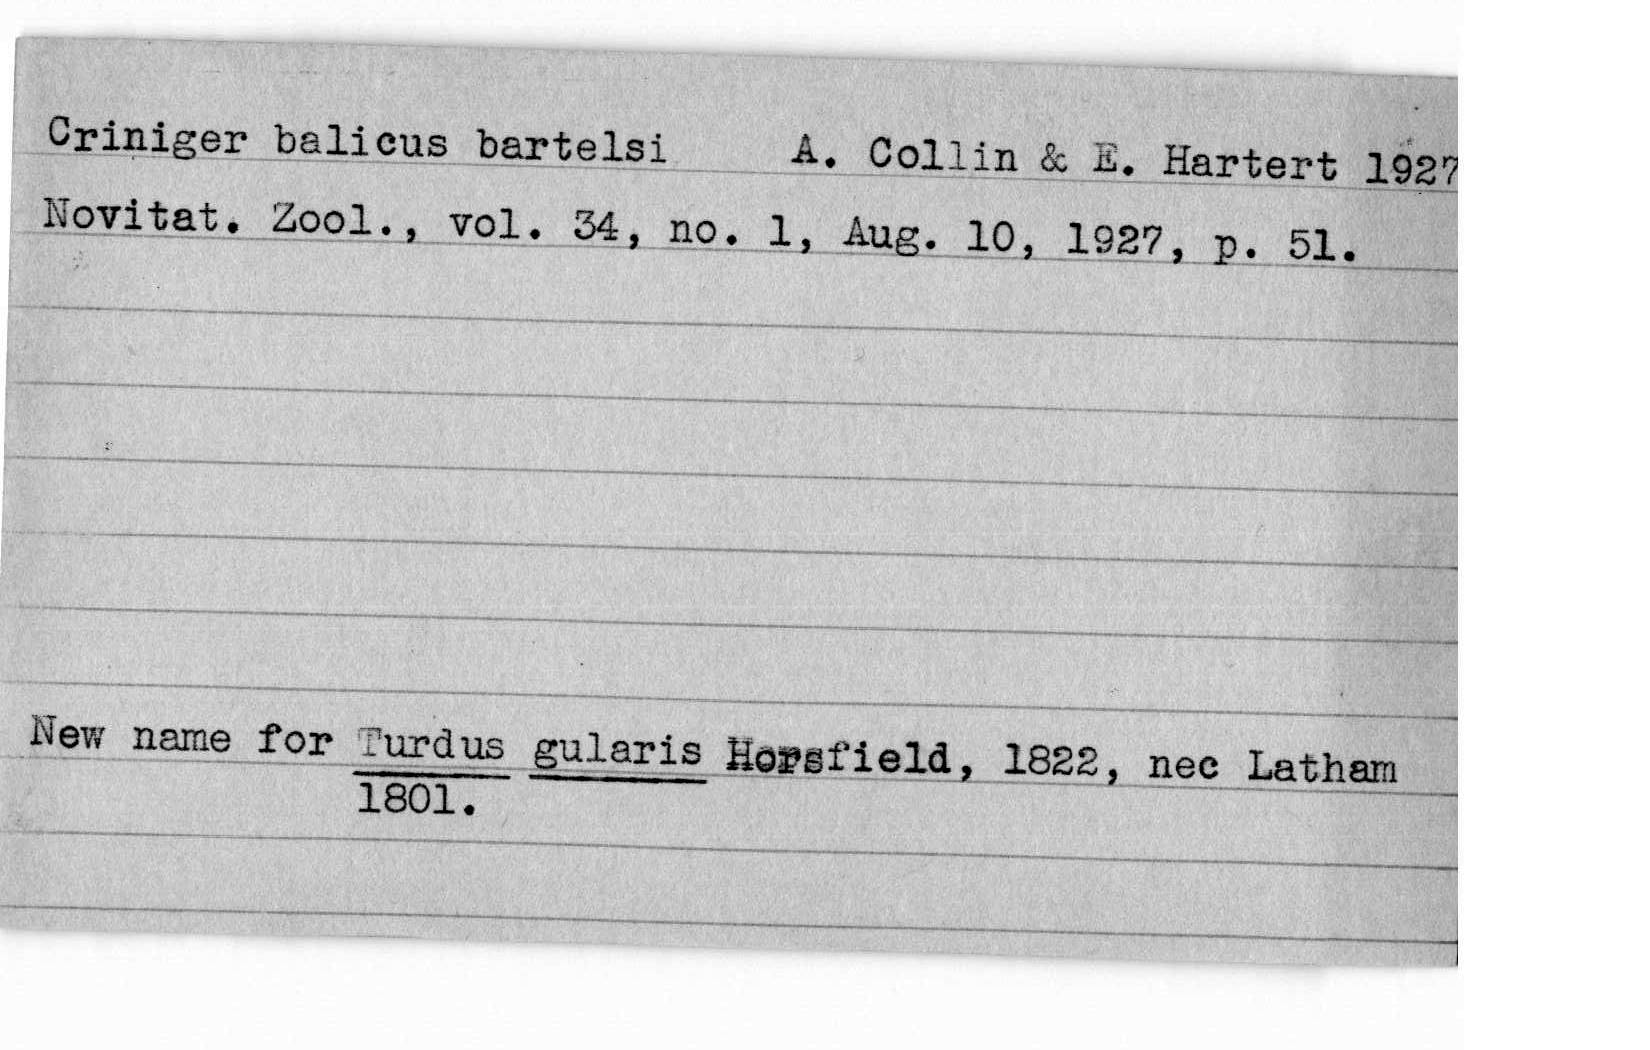 Criniger balicus bartelsi A. Collin & E. Hartert 1927
Novitat. Zool., vol. 34, no. 1, Aug. 10, 1927, p. 51.
New name for Turdus gularis Horsfield, 1822, nec Latham
1801.